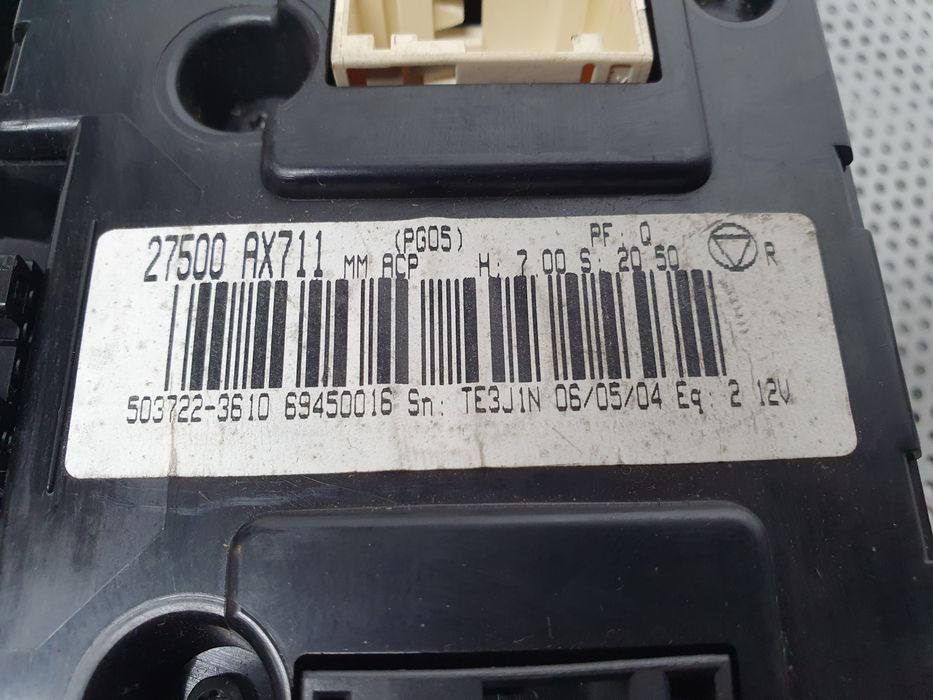 27500 AX711 (PG05) PF. Q
MM ACP H. 7.00 S. 20.50 R
503722-3610 69450016 Sn: TE3J1N 06/05/04 Eq: 2 12V